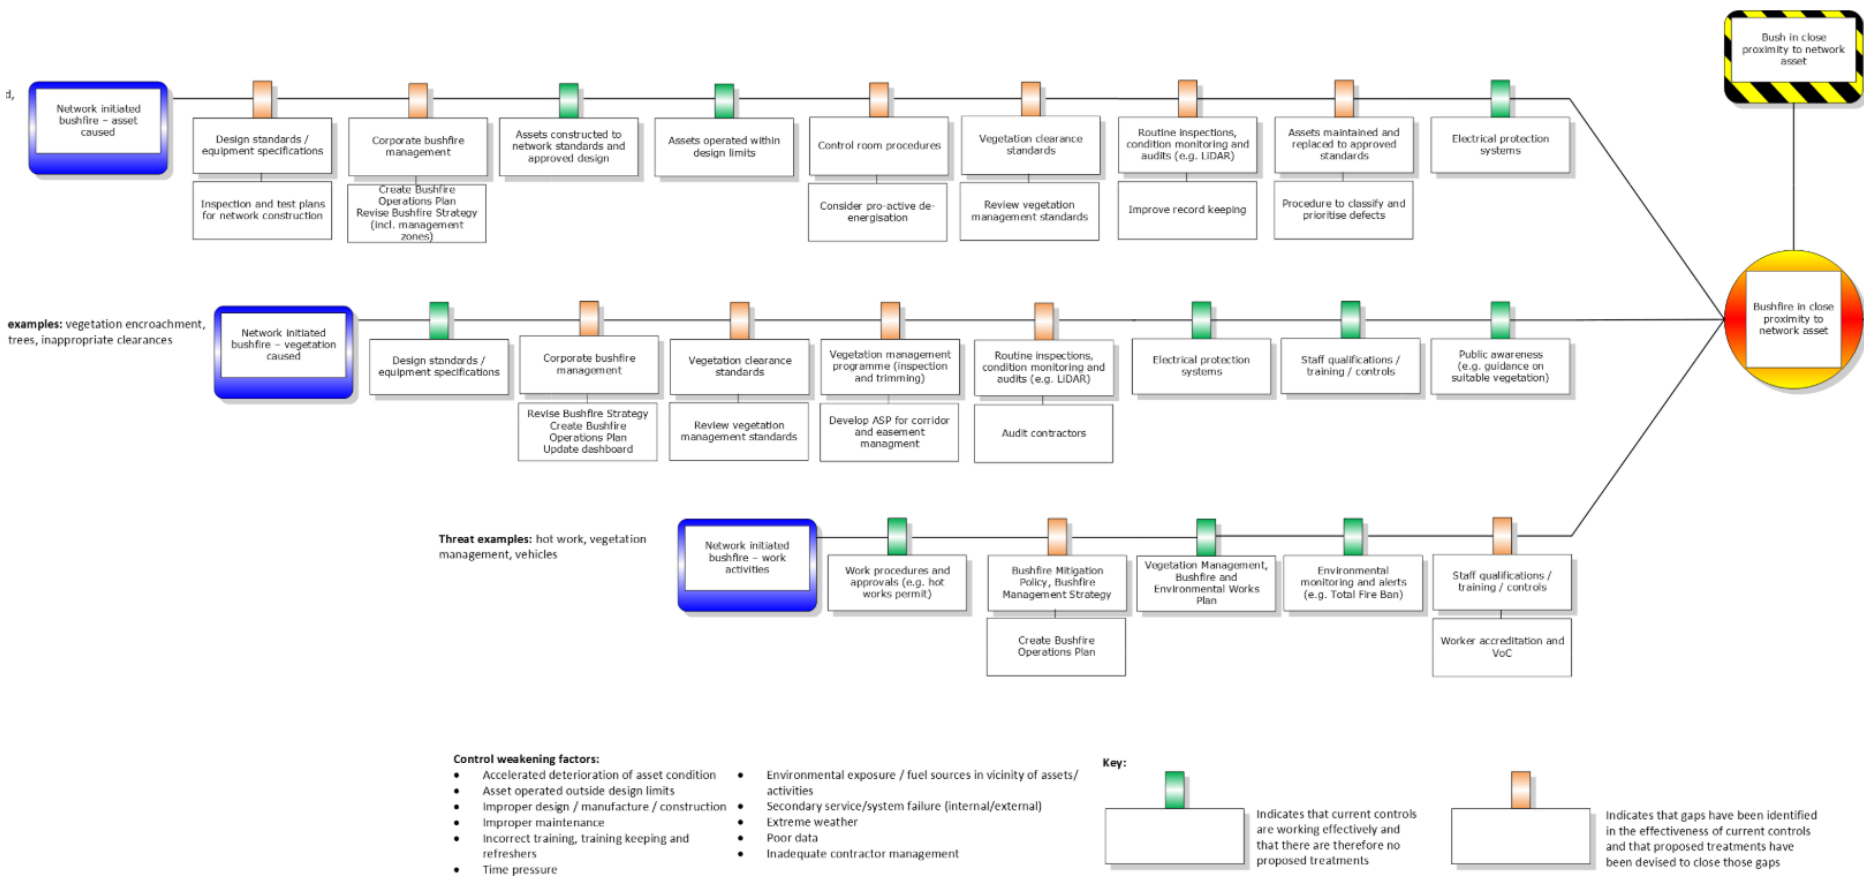 Bush in close
proximity to network
asset
d,
Network initiated
bushfire – asset
caused
Design standards /
equipment specifications
Corporate bushfire
management
Assets constructed to
network standards and
approved design
Assets operated within
design limits
Control room procedures
Vegetation clearance
standards
Routine inspections,
condition monitoring and
audits (e.g. LiDAR)
Assets maintained and
replaced to approved
standards
Electrical protection
systems
Inspection and test plans
for network construction
Create Bushfire
Operations Plan
Revise Bushfire Strategy
(incl. management
zones)
Consider pro-active de-
energisation
Review vegetation
management standards
Improve record keeping
Procedure to classify and
prioritise defects
Bushfire in close
proximity to
network asset
examples: vegetation encroachment,
trees, inappropriate clearances
Network initiated
bushfire – vegetation
caused
Design standards /
equipment specifications
Corporate bushfire
management
Vegetation clearance
standards
Vegetation management
programme (inspection
and trimming)
Routine inspections,
condition monitoring and
audits (e.g. LiDAR)
Electrical protection
systems
Staff qualifications /
training / controls
Public awareness
(e.g. guidance on
suitable vegetation)
Revise Bushfire Strategy
Create Bushfire
Operations Plan
Update dashboard
Review vegetation
management standards
Develop ASP for corridor
and easement
managment
Audit contractors
Threat examples: hot work, vegetation
management, vehicles
Network initiated
bushfire – work
activities
Work procedures and
approvals (e.g. hot
works permit)
Bushfire Mitigation
Policy, Bushfire
Management Strategy
Vegetation Management,
Bushfire and
Environmental Works
Plan
Environmental
monitoring and alerts
(e.g. Total Fire Ban)
Staff qualifications /
training / controls
Create Bushfire
Operations Plan
Worker accreditation and
VoC
Control weakening factors:
• Accelerated deterioration of asset condition
• Asset operated outside design limits
• Improper design / manufacture / construction
• Improper maintenance
• Incorrect training, training keeping and
refreshers
• Time pressure
• Environmental exposure / fuel sources in vicinity of assets/
activities
• Secondary service/system failure (internal/external)
• Extreme weather
• Poor data
• Inadequate contractor management
Key:
Indicates that current controls
are working effectively and
that there are therefore no
proposed treatments
Indicates that gaps have been identified
in the effectiveness of current controls
and that proposed treatments have
been devised to close those gaps